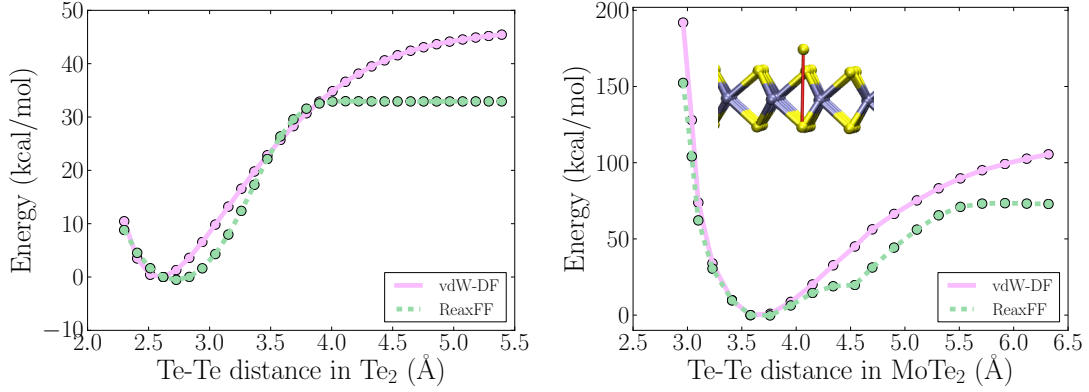 50
40
30
20
10
0
−10
Energy (kcal/mol)
vdW-DF
ReaxFF
2.0 2.5 3.0 3.5 4.0 4.5 5.0 5.5
Te-Te distance in Te₂ (Å)
200
150
100
50
0
Energy (kcal/mol)
vdW-DF
ReaxFF
2.5 3.0 3.5 4.0 4.5 5.0 5.5 6.0 6.5
Te-Te distance in MoTe₂ (Å)